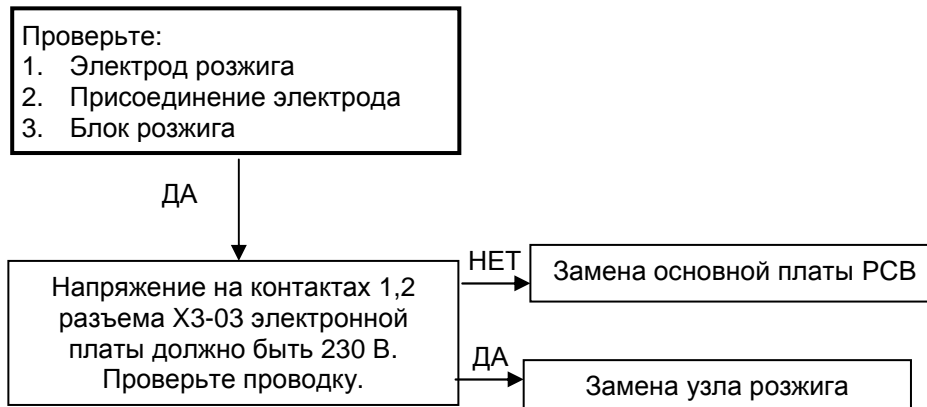 Проверьте:
1. Электрод розжига
2. Присоединение электрода
3. Блок розжига
ДА
Напряжение на контактах 1,2
разъема Х3-03 электронной
платы должно быть 230 В.
Проверьте проводку.
НЕТ
Замена основной платы PCB
ДА
Замена узла розжига